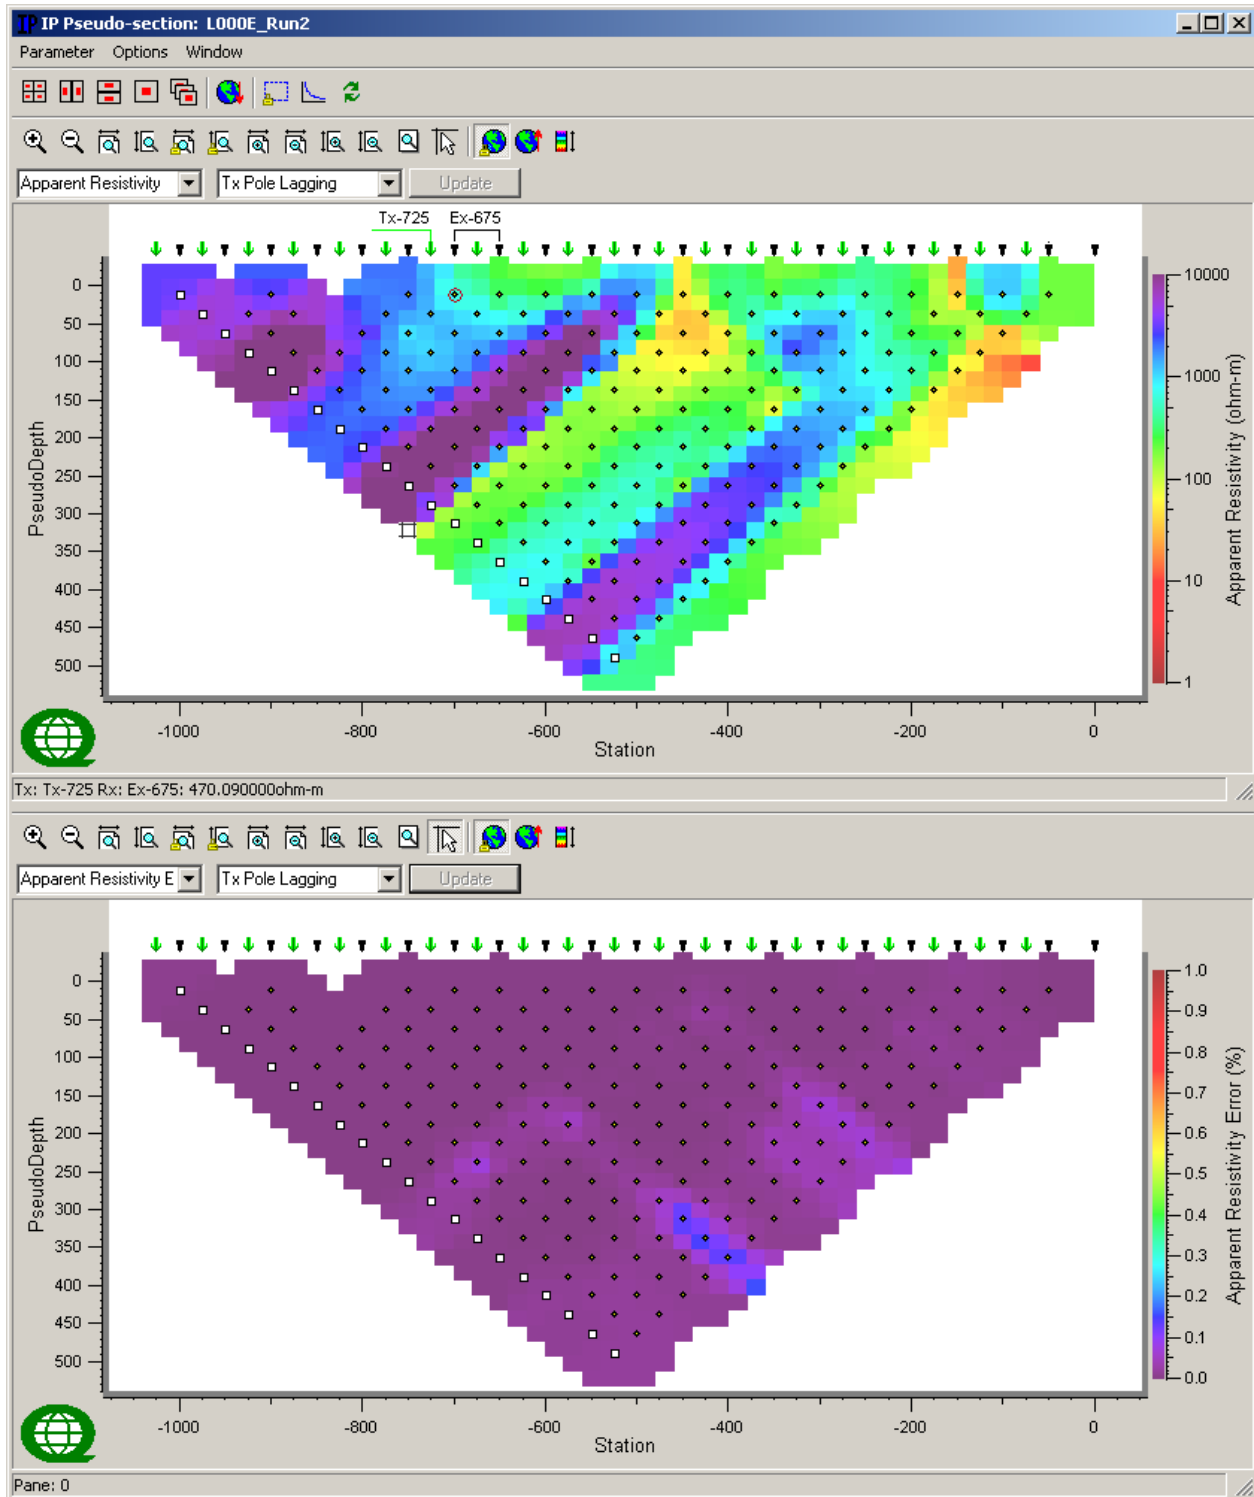 IP Pseudo-section: L000E_Run2
Parameter Options Window
Apparent Resistivity Tx Pole Lagging Update
Tx-725 Ex-675
0
50
100
150
200
250
300
350
400
450
500
PseudoDepth
-1000 -800 -600 -400 -200 0
Station
10000
1000
100
10
1
Apparent Resistivity (ohm-m)
Tx: Tx-725 Rx: Ex-675: 470.090000ohm-m
Apparent Resistivity E Tx Pole Lagging Update
0
50
100
150
200
250
300
350
400
450
500
PseudoDepth
-1000 -800 -600 -400 -200 0
Station
1.0
0.9
0.8
0.7
0.6
0.5
0.4
0.3
0.2
0.1
0.0
Apparent Resistivity Error (%)
Pane: 0